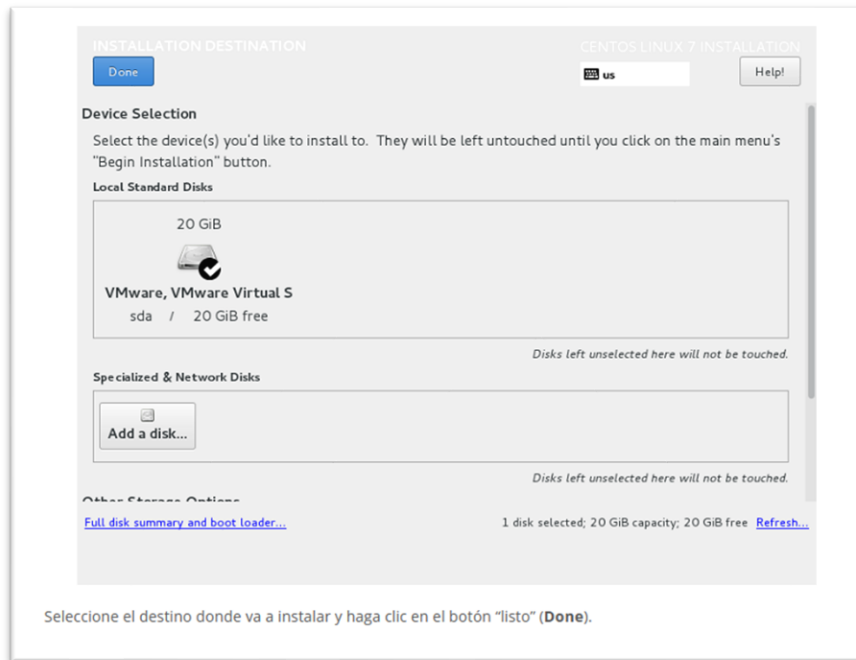 INSTALLATION DESTINATION
CENTOS LINUX 7 INSTALLATION
Done
us
Help!
Device Selection
Select the device(s) you'd like to install to. They will be left untouched until you click on the main menu's
"Begin Installation" button.
Local Standard Disks
20 GiB
VMware, VMware Virtual S
sda / 20 GiB free
Disks left unselected here will not be touched.
Specialized & Network Disks
Add a disk...
Disks left unselected here will not be touched.
Other Storage Options
Full disk summary and boot loader...
1 disk selected; 20 GiB capacity; 20 GiB free Refresh...
Seleccione el destino donde va a instalar y haga clic en el botón “listo” (Done).